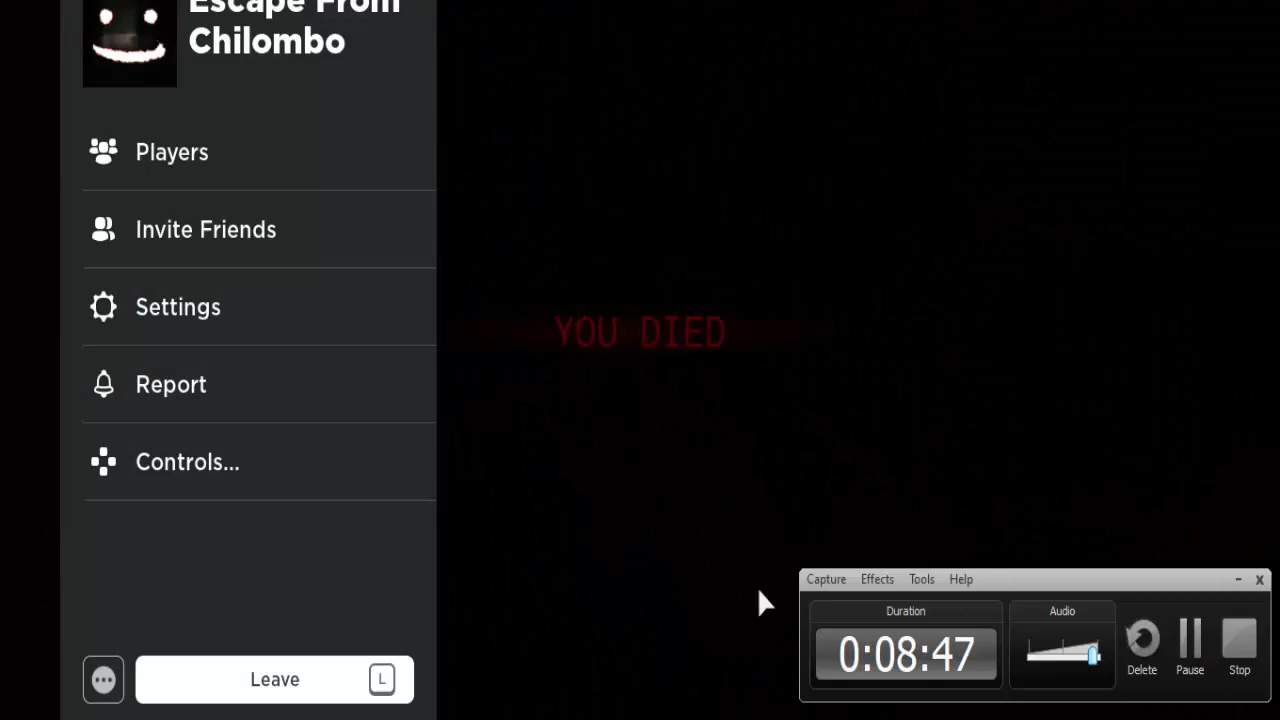 Escape From
Chilombo
Players
Invite Friends
Settings
Report
Controls...
Leave
L
YOU DIED
Capture Effects Tools Help
Duration
Audio
0:08:47
Delete Pause Stop